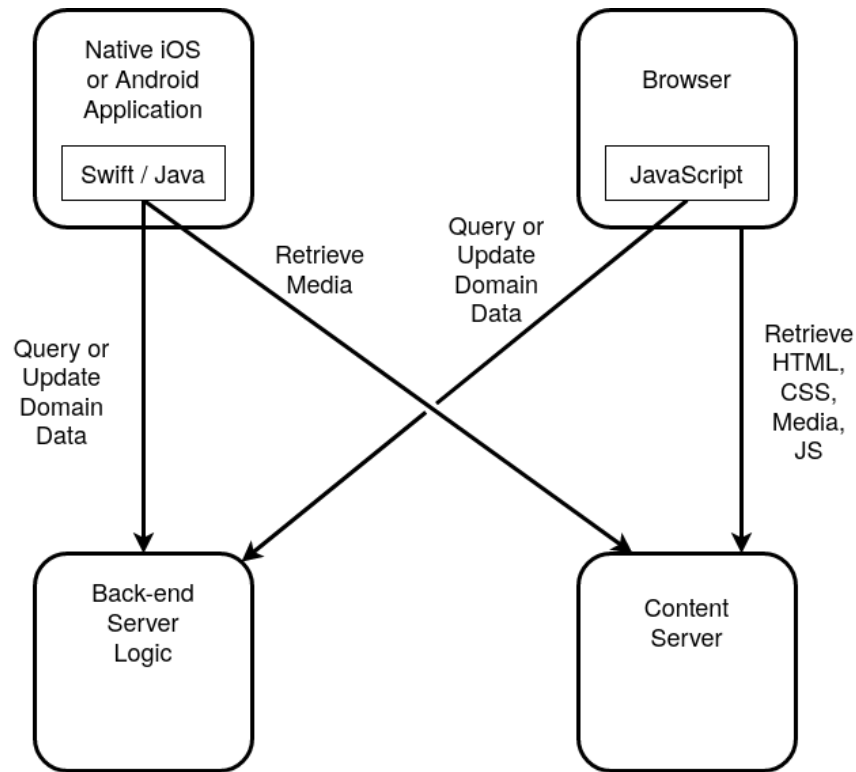 Native iOS
or Android
Application
Swift / Java
Browser
JavaScript
Retrieve
Media
Query or
Update
Domain
Data
Query or
Update
Domain
Data
Retrieve
HTML,
CSS,
Media,
JS
Back-end
Server
Logic
Content
Server